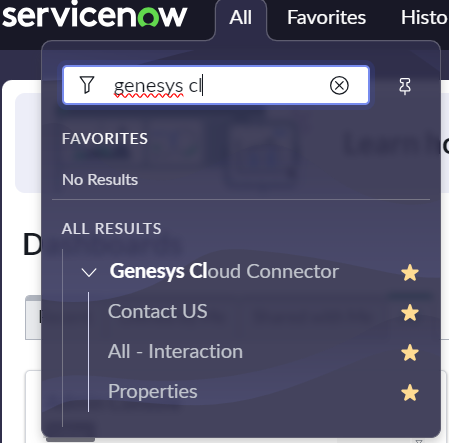 servicenow All Favorites Histo
genesys cl
FAVORITES
No Results
ALL RESULTS
Genesys Cloud Connector
Contact US
All - Interaction
Properties